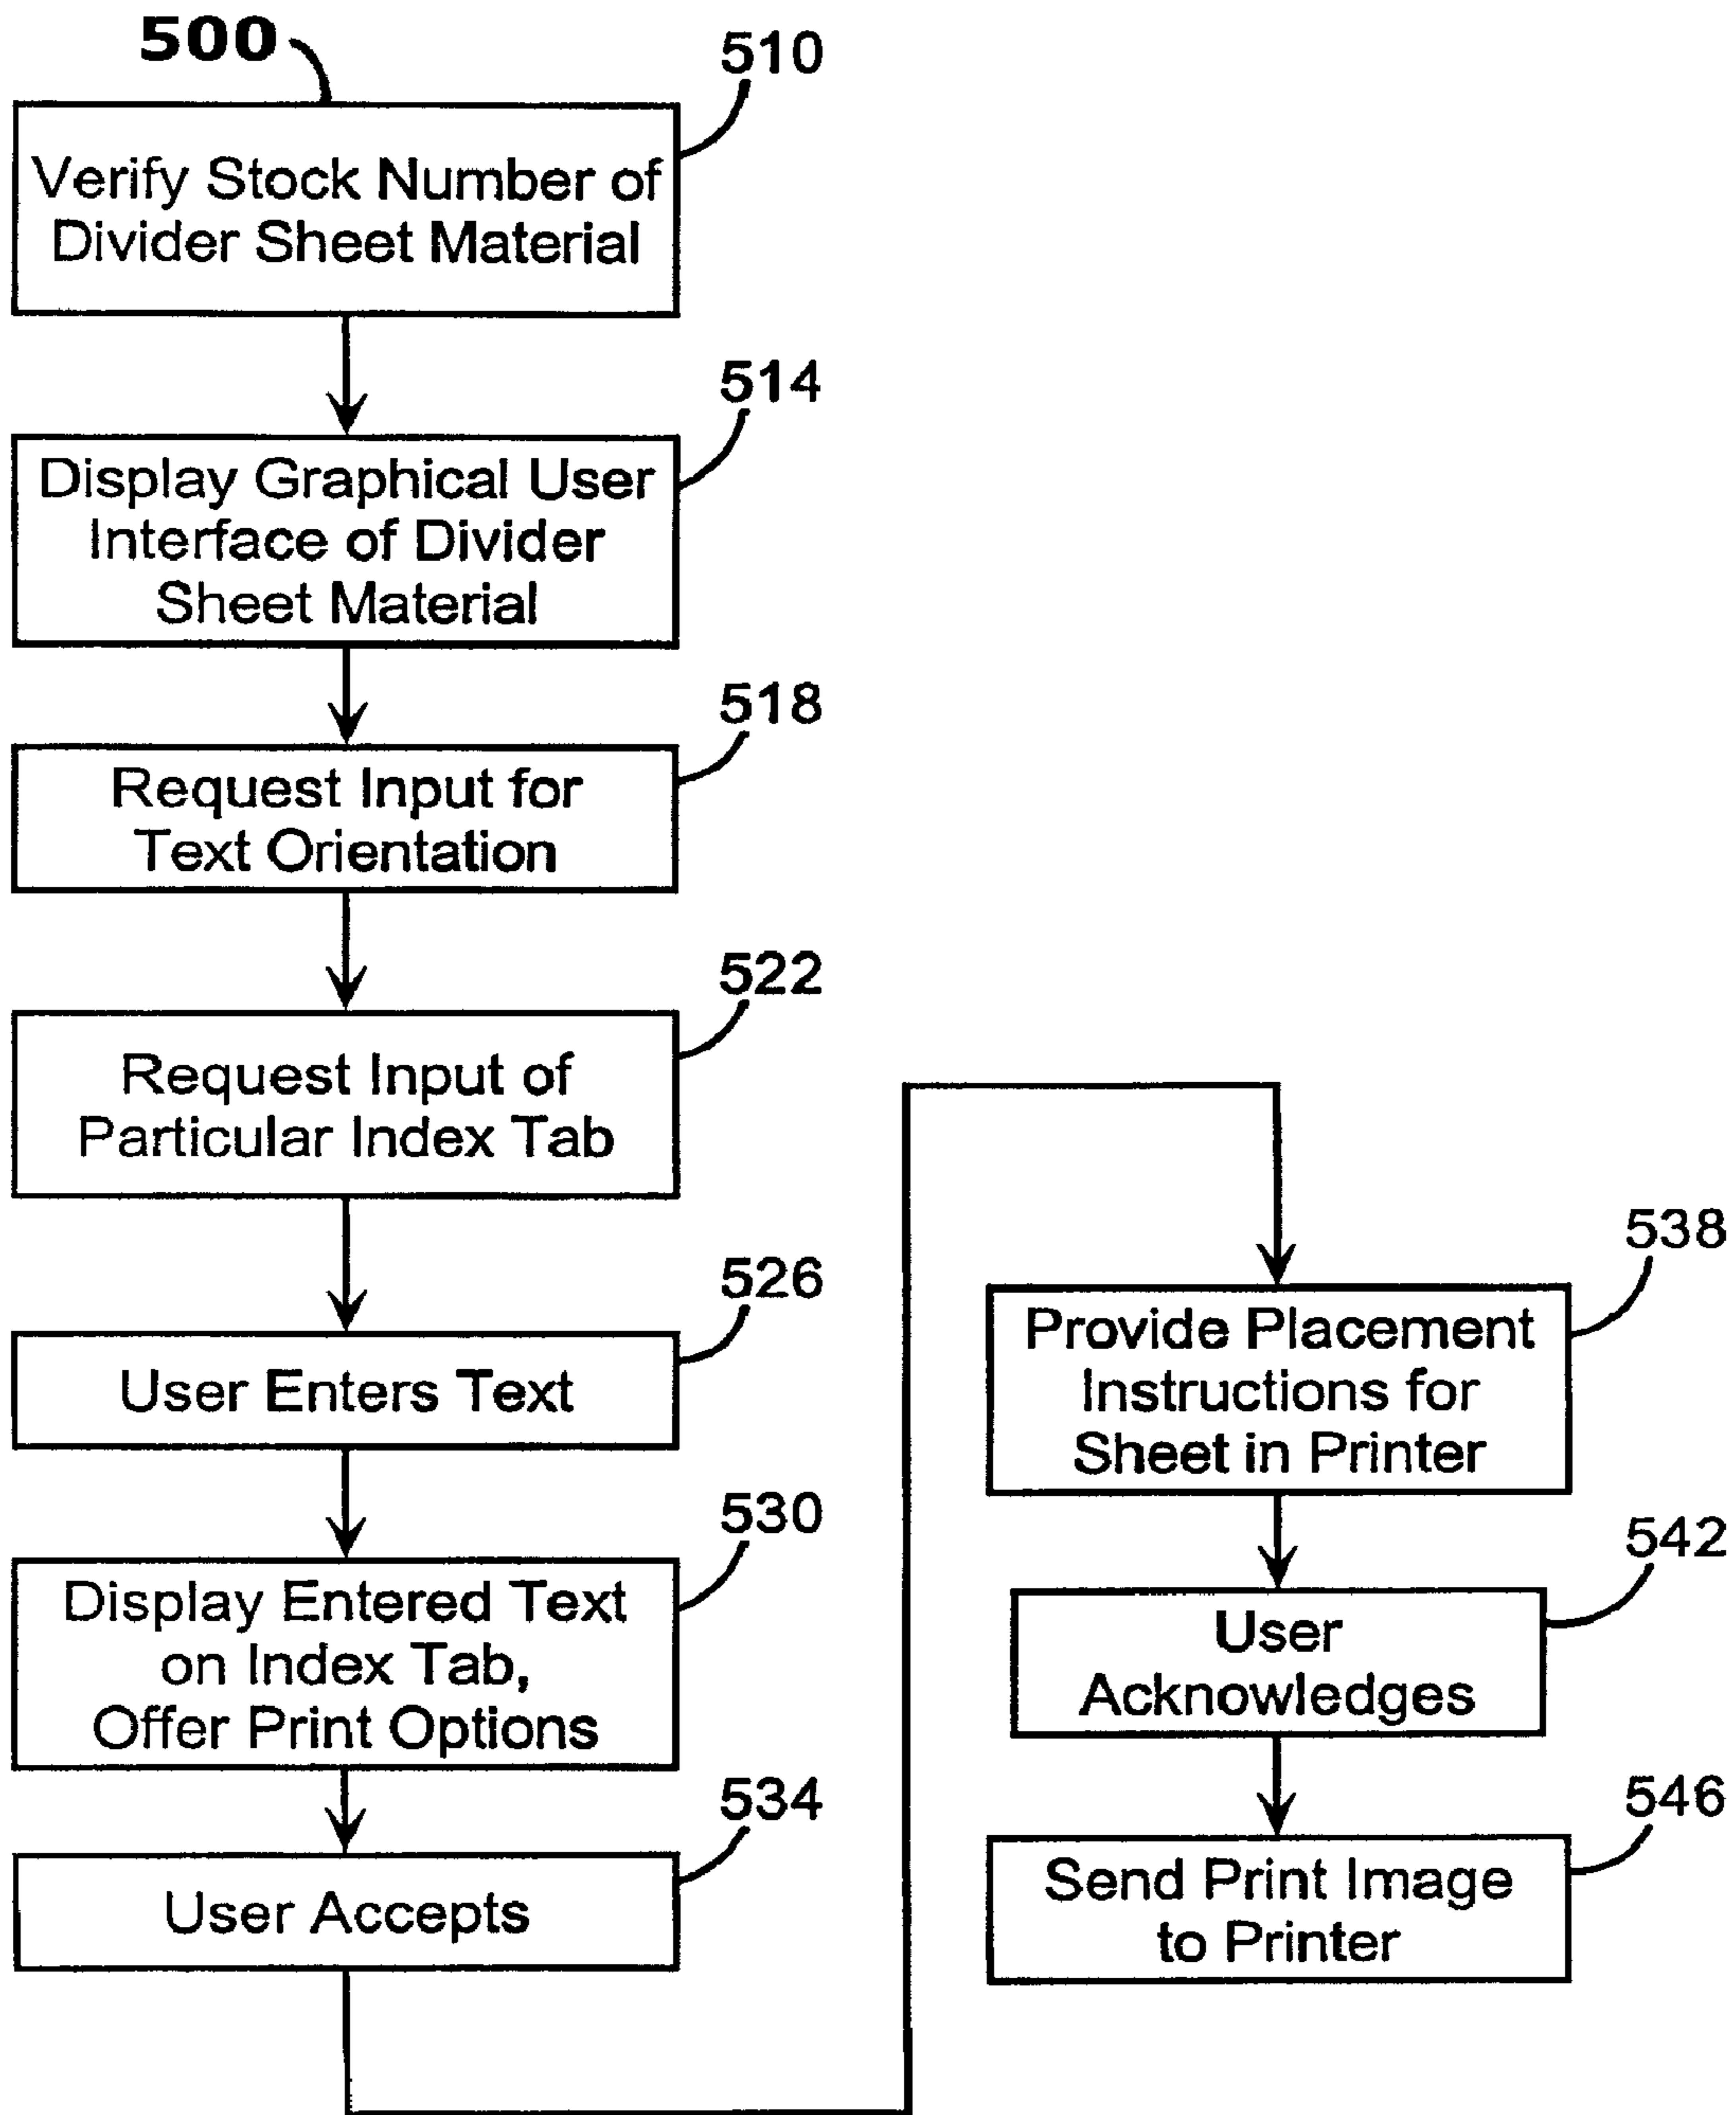 500
510
Verify Stock Number of
Divider Sheet Material
514
Display Graphical User
Interface of Divider
Sheet Material
518
Request Input for
Text Orientation
522
Request Input of
Particular Index Tab
526
User Enters Text
530
Display Entered Text
on Index Tab,
Offer Print Options
534
User Accepts
538
Provide Placement
Instructions for
Sheet in Printer
542
User
Acknowledges
546
Send Print Image
to Printer